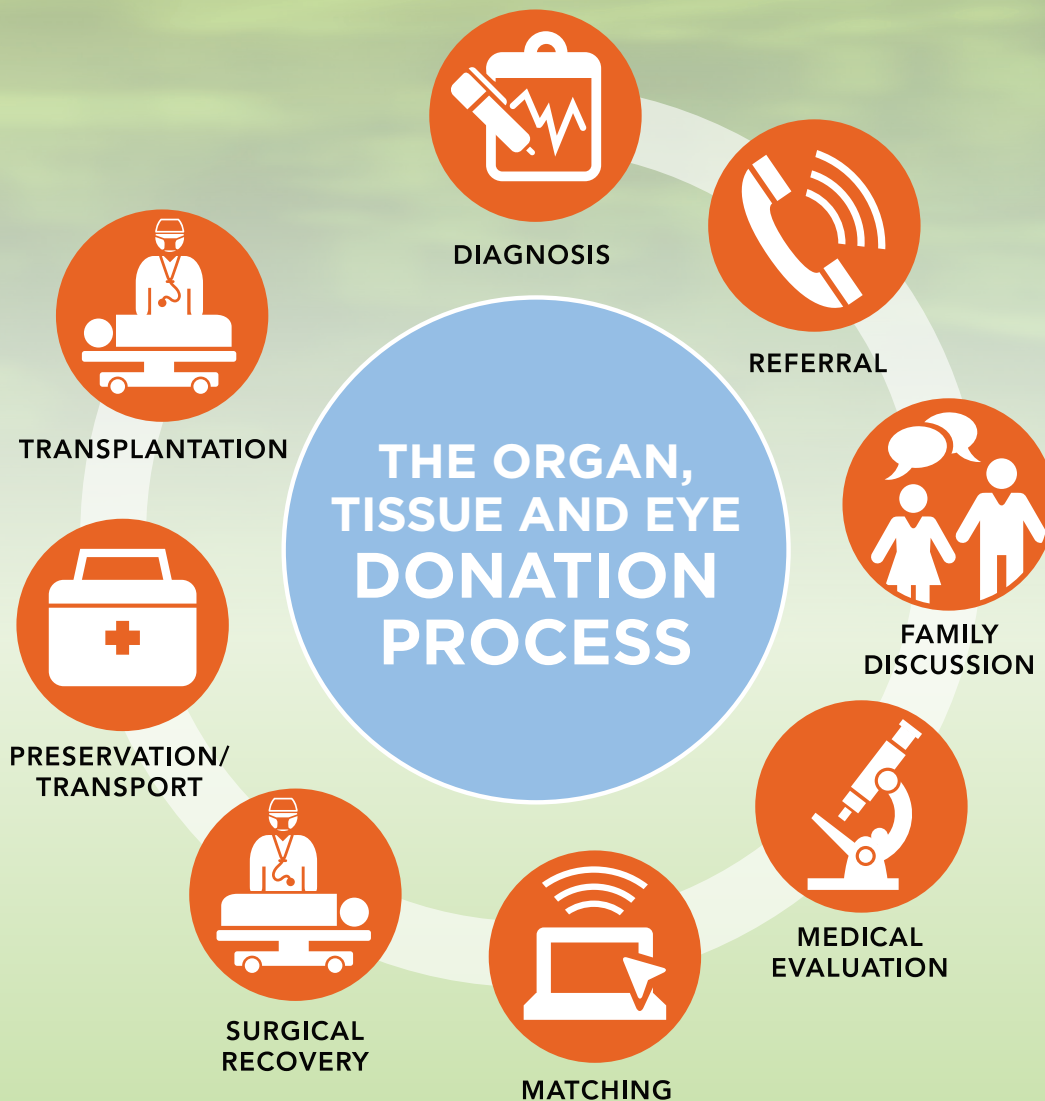 THE ORGAN,
TISSUE AND EYE
DONATION
PROCESS
DIAGNOSIS
REFERRAL
FAMILY
DISCUSSION
MEDICAL
EVALUATION
MATCHING
SURGICAL
RECOVERY
PRESERVATION/
TRANSPORT
TRANSPLANTATION